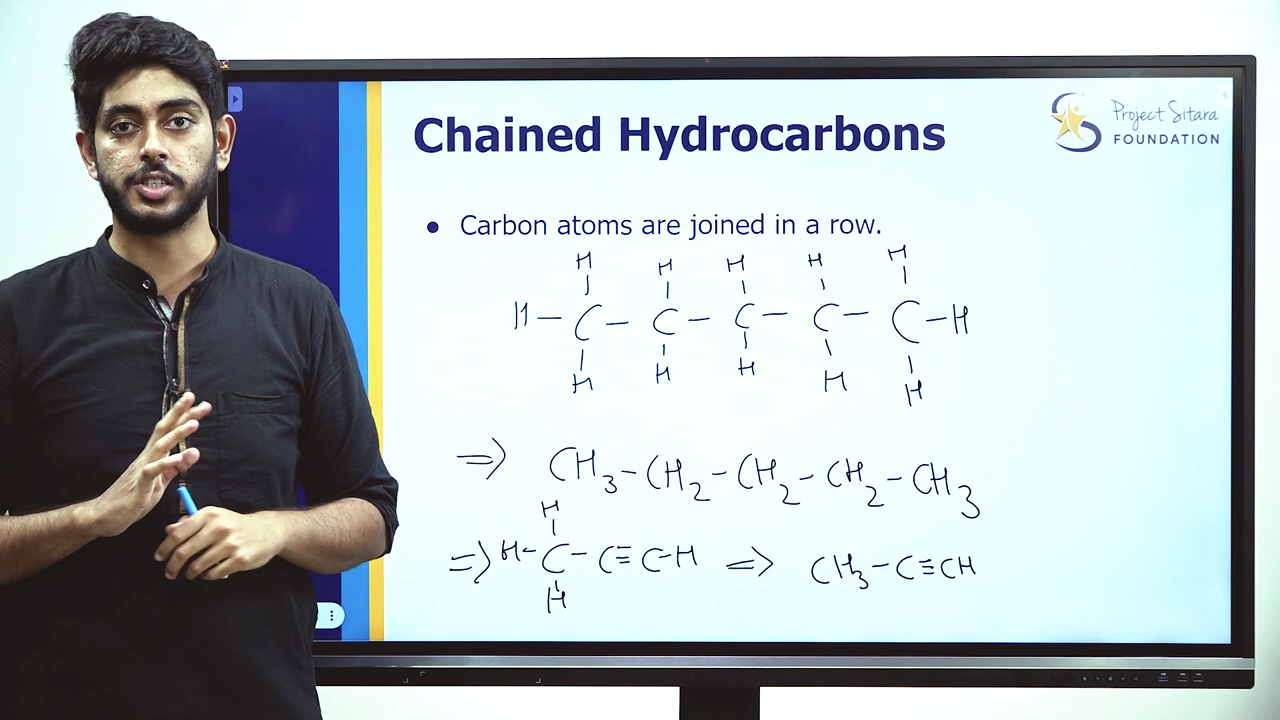 Chained Hydrocarbons
Project Sitara
FOUNDATION
● Carbon atoms are joined in a row.
H H H H H
H – C – C – C – C – C – H
H H H H H
⇒ CH₃ – CH₂ – CH₂ – CH₂ – CH₃
H
⇒ H – C – C ≡ C – H ⇒ CH₃ – C ≡ CH
H